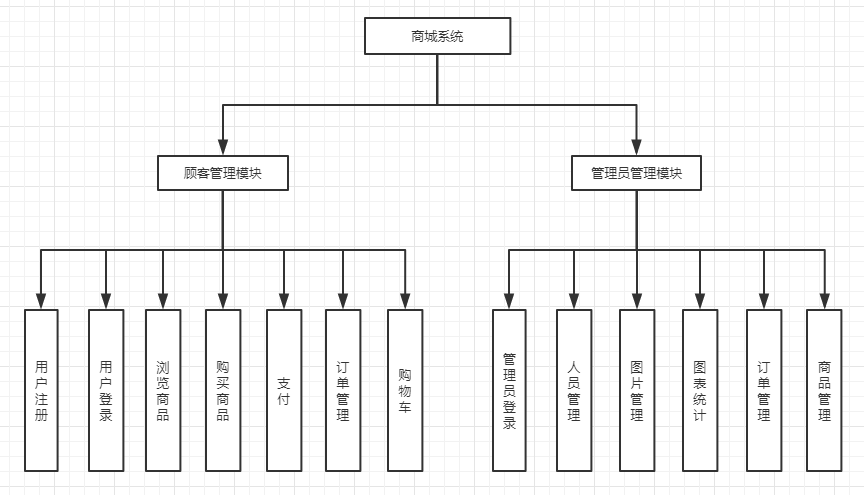 商城系统
顾客管理模块
管理员管理模块
用户注册
用户登录
浏览商品
购买商品
支付
订单管理
购物车
管理员登录
人员管理
图片管理
图表统计
订单管理
商品管理